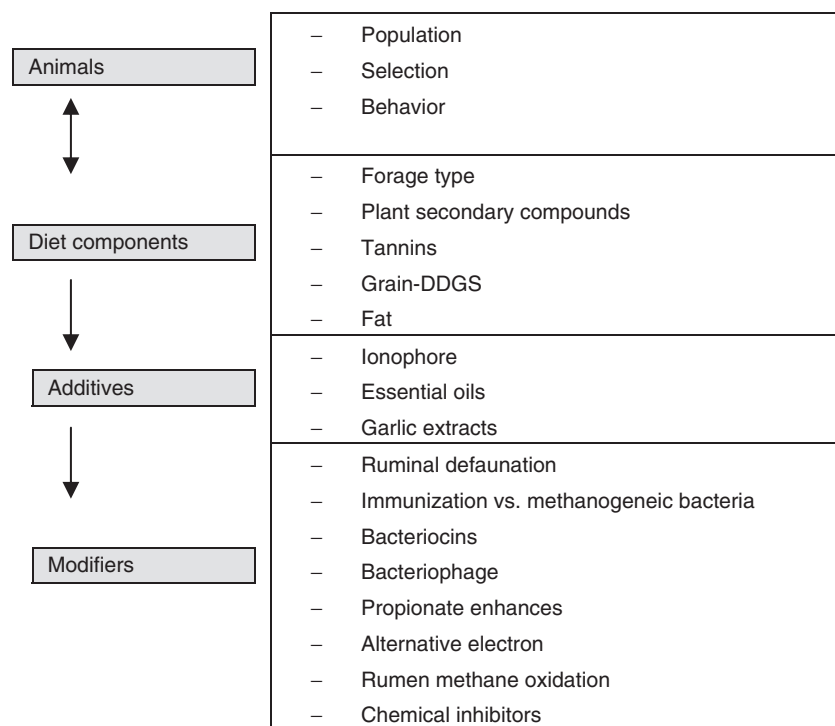 Animals
– Population
– Selection
– Behavior
Diet components
– Forage type
– Plant secondary compounds
– Tannins
– Grain-DDGS
– Fat
Additives
– Ionophore
– Essential oils
– Garlic extracts
Modifiers
– Ruminal defaunation
– Immunization vs. methanogeneic bacteria
– Bacteriocins
– Bacteriophage
– Propionate enhances
– Alternative electron
– Rumen methane oxidation
– Chemical inhibitors